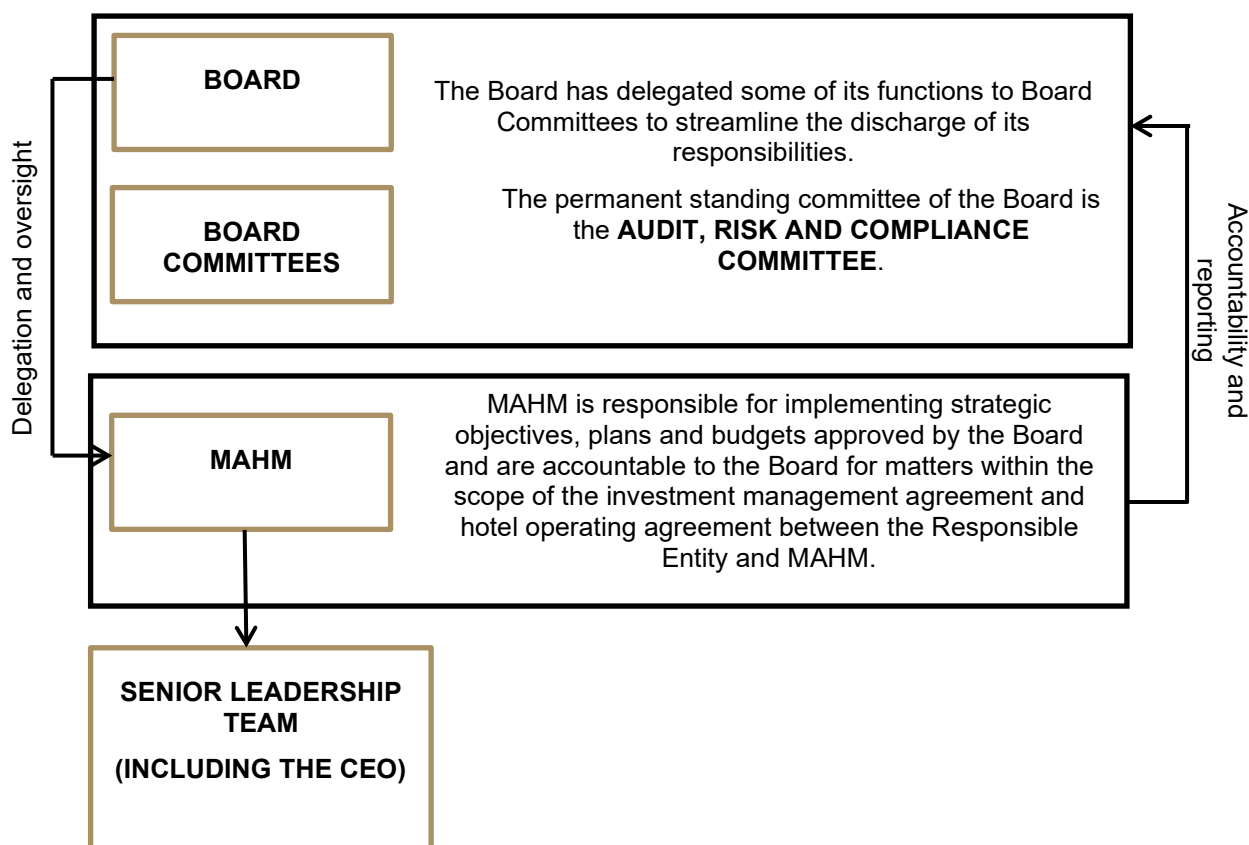 Delegation and oversight
BOARD
The Board has delegated some of its functions to Board
Committees to streamline the discharge of its
responsibilities.
BOARD
COMMITTEES
The permanent standing committee of the Board is
the AUDIT, RISK AND COMPLIANCE
COMMITTEE.
Accountability and
reporting
MAHM
MAHM is responsible for implementing strategic
objectives, plans and budgets approved by the Board
and are accountable to the Board for matters within the
scope of the investment management agreement and
hotel operating agreement between the Responsible
Entity and MAHM.
SENIOR LEADERSHIP
TEAM
(INCLUDING THE CEO)